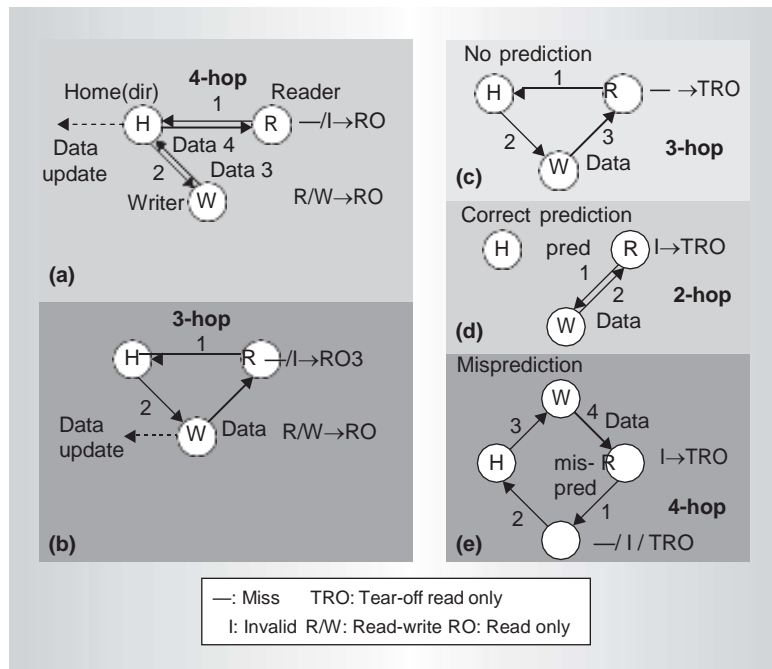 4-hop
Home(dir) 1 Reader
H R —/I→RO
Data update
Data 4
2 Data 3
Writer W R/W→RO
(a)
3-hop
1
H R —/I→RO3
2
Data update
W Data R/W→RO
(b)
No prediction
1
H R — →TRO
2 3
W Data 3-hop
(c)
Correct prediction
H pred R I→TRO
1
2 2-hop
W Data
(d)
Misprediction
W
3 4 Data
H mis- R I→TRO
pred
2 1 4-hop
(e) —/ I / TRO
—: Miss TRO: Tear-off read only
I: Invalid R/W: Read-write RO: Read only